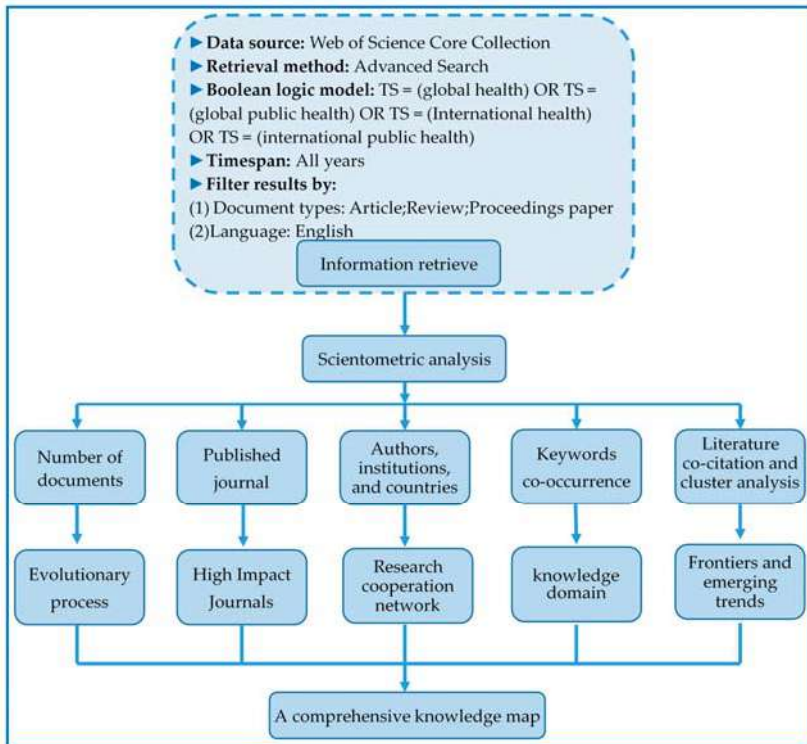 ►Data source: Web of Science Core Collection
►Retrieval method: Advanced Search
►Boolean logic model: TS = (global health) OR TS =
(global public health) OR TS = (International health)
OR TS = (international public health)
►Timespan: All years
►Filter results by:
(1) Document types: Article;Review;Proceedings paper
(2)Language: English
Information retrieve
Scientometric analysis
Number of
documents
Published
journal
Authors,
institutions,
and countries
Keywords
co-occurrence
Literature
co-citation and
cluster analysis
Evolutionary
process
High Impact
Journals
Research
cooperation
network
knowledge
domain
Frontiers and
emerging
trends
A comprehensive knowledge map